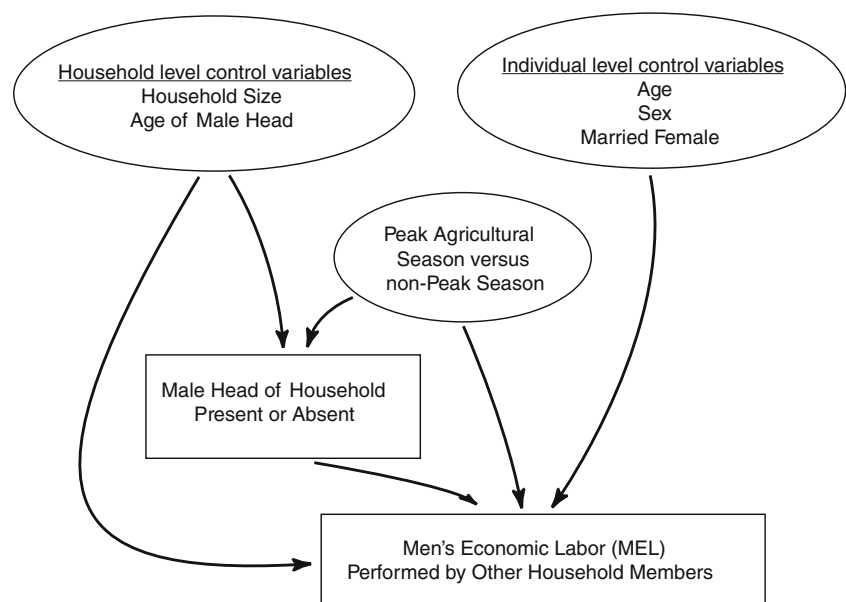 Household level control variables
Household Size
Age of Male Head
Individual level control variables
Age
Sex
Married Female
Peak Agricultural
Season versus
non-Peak Season
Male Head of Household
Present or Absent
Men's Economic Labor (MEL)
Performed by Other Household Members